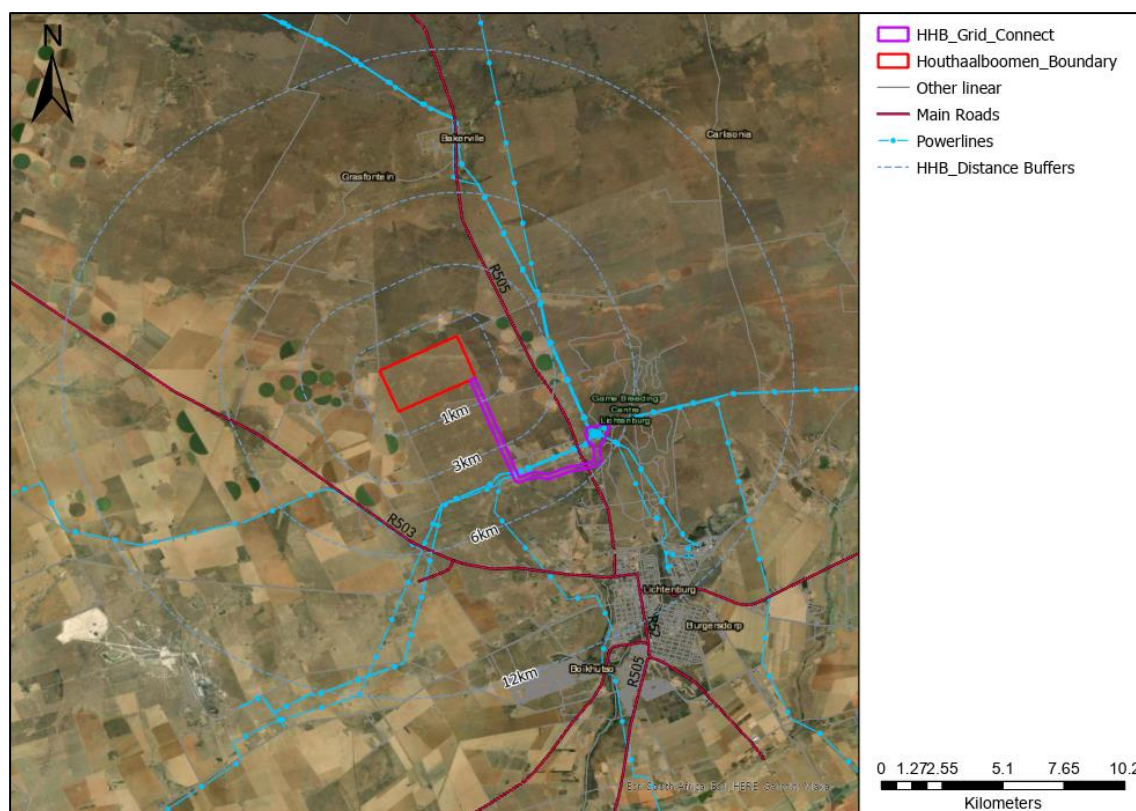 N
Bakerville
Carlsonia
Grasfontein
R505
Game Breeding
Centre
Lichtenburg
1km
3km
R503
6km
Lichtenburg
Burgersdorp
Boikhutso
R505
12km
HHB_Grid_Connect
Houthaalboomen_Boundary
Other linear
Main Roads
Powerlines
HHB_Distance Buffers
0 1.27 2.55 5.1 7.65 10.2
Kilometers